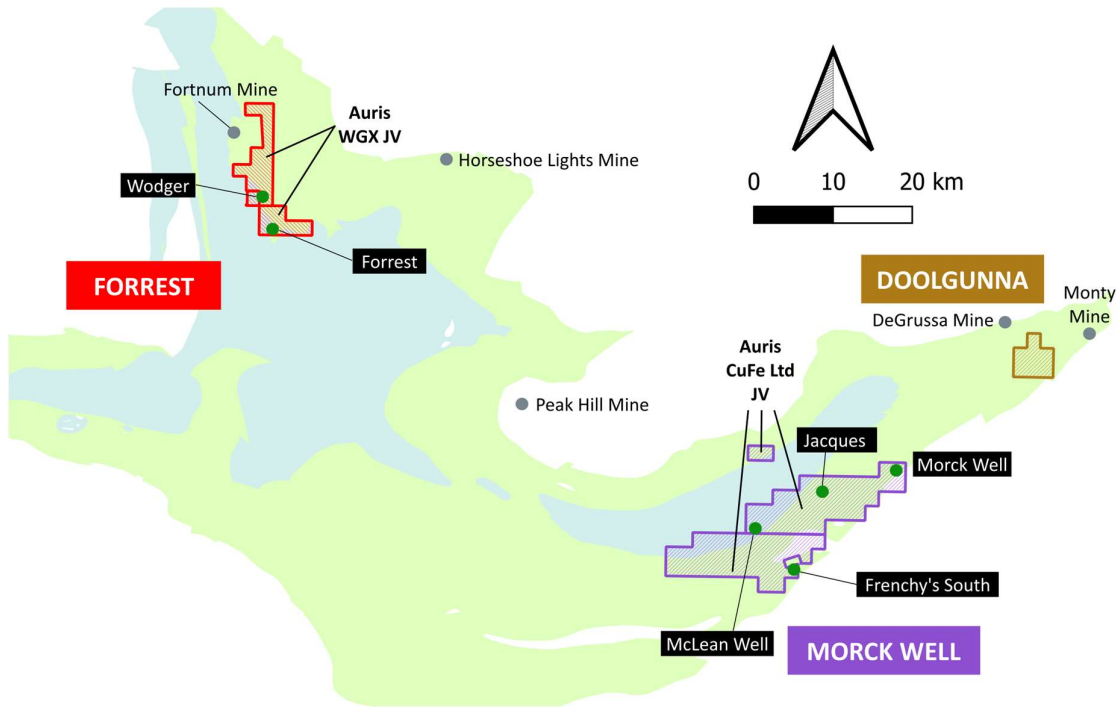 Fortnum Mine
Auris
WGX JV
Horseshoe Lights Mine
Wodger
0 10 20 km
Forrest
FORREST
DOOLGUNNA
Monty
Mine
DeGrussa Mine
Auris
CuFe Ltd
JV
Peak Hill Mine
Jacques
Morck Well
Frenchy's South
McLean Well
MORCK WELL